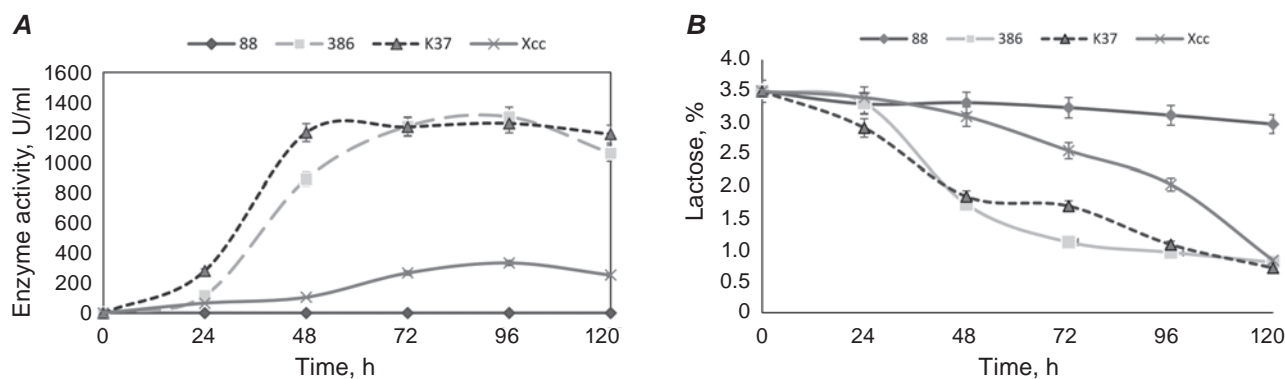 A
88 386 K37 Xcc
Enzyme activity, U/ml
1600
1400
1200
1000
800
600
400
200
0
0 24 48 72 96 120
Time, h
B
88 386 K37 Xcc
Lactose, %
4.0
3.5
3.0
2.5
2.0
1.5
1.0
0.5
0
0 24 48 72 96 120
Time, h